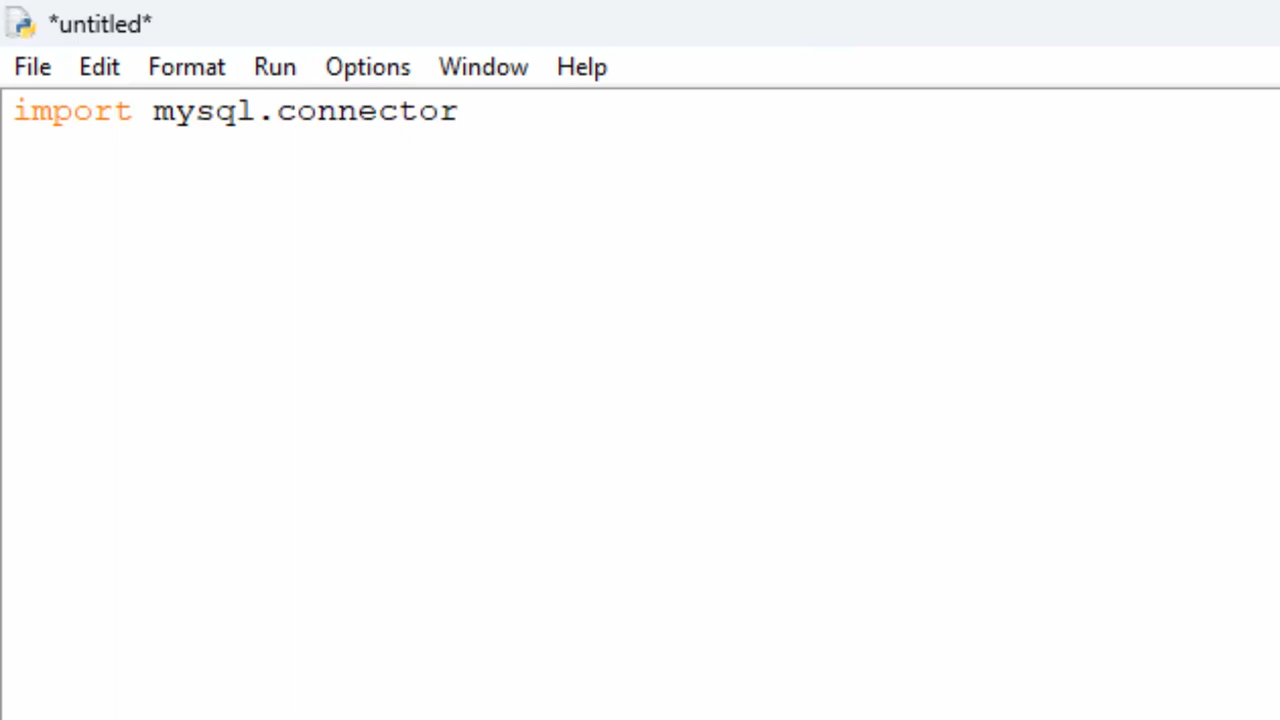 *untitled*
File Edit Format Run Options Window Help
import mysql.connector